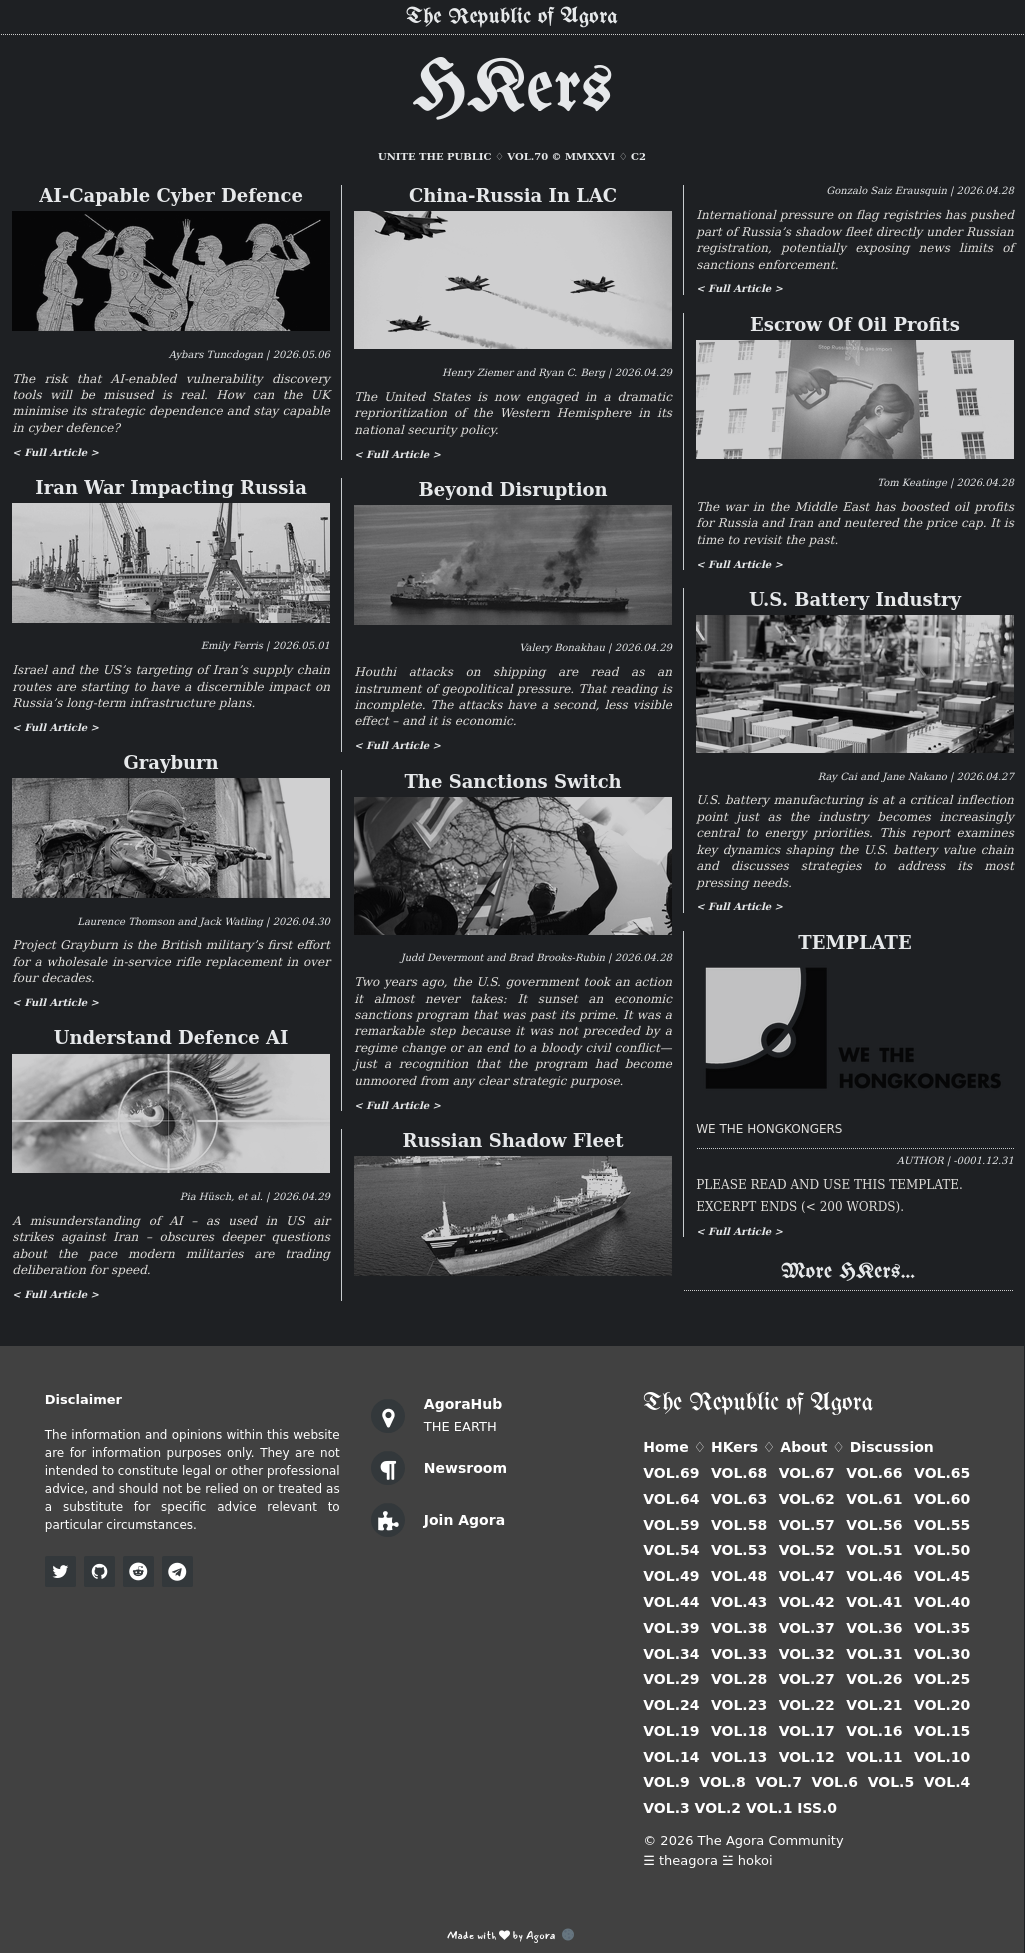 The Republic of Agora
HKers
UNITE THE PUBLIC ♢ VOL.70 © MMXXVI ♢ C2
AI-Capable Cyber Defence
Aybars Tuncdogan | 2026.05.06
The risk that AI-enabled vulnerability discovery
tools will be misused is real. How can the UK
minimise its strategic dependence and stay capable
in cyber defence?
< Full Article >
Iran War Impacting Russia
Emily Ferris | 2026.05.01
Israel and the US’s targeting of Iran’s supply chain
routes are starting to have a discernible impact on
Russia’s long-term infrastructure plans.
< Full Article >
Grayburn
Laurence Thomson and Jack Watling | 2026.04.30
Project Grayburn is the British military’s first effort
for a wholesale in-service rifle replacement in over
four decades.
< Full Article >
Understand Defence AI
Pia Hüsch, et al. | 2026.04.29
A misunderstanding of AI – as used in US air
strikes against Iran – obscures deeper questions
about the pace modern militaries are trading
deliberation for speed.
< Full Article >
China-Russia In LAC
Henry Ziemer and Ryan C. Berg | 2026.04.29
The United States is now engaged in a dramatic
reprioritization of the Western Hemisphere in its
national security policy.
< Full Article >
Beyond Disruption
Valery Bonakhau | 2026.04.29
Houthi attacks on shipping are read as an
instrument of geopolitical pressure. That reading is
incomplete. The attacks have a second, less visible
effect – and it is economic.
< Full Article >
The Sanctions Switch
Judd Devermont and Brad Brooks-Rubin | 2026.04.28
Two years ago, the U.S. government took an action
it almost never takes: It sunset an economic
sanctions program that was past its prime. It was a
remarkable step because it was not preceded by a
regime change or an end to a bloody civil conflict—
just a recognition that the program had become
unmoored from any clear strategic purpose.
< Full Article >
Russian Shadow Fleet
Gonzalo Saiz Erausquin | 2026.04.28
International pressure on flag registries has pushed
part of Russia’s shadow fleet directly under Russian
registration, potentially exposing news limits of
sanctions enforcement.
< Full Article >
Escrow Of Oil Profits
Tom Keatinge | 2026.04.28
The war in the Middle East has boosted oil profits
for Russia and Iran and neutered the price cap. It is
time to revisit the past.
< Full Article >
U.S. Battery Industry
Ray Cai and Jane Nakano | 2026.04.27
U.S. battery manufacturing is at a critical inflection
point just as the industry becomes increasingly
central to energy priorities. This report examines
key dynamics shaping the U.S. battery value chain
and discusses strategies to address its most
pressing needs.
< Full Article >
TEMPLATE
WE THE
HONGKONGERS
WE THE HONGKONGERS
AUTHOR | -0001.12.31
PLEASE READ AND USE THIS TEMPLATE.
EXCERPT ENDS (< 200 WORDS).
< Full Article >
More HKers...
Disclaimer
The information and opinions within this website
are for information purposes only. They are not
intended to constitute legal or other professional
advice, and should not be relied on or treated as
a substitute for specific advice relevant to
particular circumstances.
AgoraHub
THE EARTH
Newsroom
Join Agora
The Republic of Agora
Home ♢ HKers ♢ About ♢ Discussion
VOL.69 VOL.68 VOL.67 VOL.66 VOL.65
VOL.64 VOL.63 VOL.62 VOL.61 VOL.60
VOL.59 VOL.58 VOL.57 VOL.56 VOL.55
VOL.54 VOL.53 VOL.52 VOL.51 VOL.50
VOL.49 VOL.48 VOL.47 VOL.46 VOL.45
VOL.44 VOL.43 VOL.42 VOL.41 VOL.40
VOL.39 VOL.38 VOL.37 VOL.36 VOL.35
VOL.34 VOL.33 VOL.32 VOL.31 VOL.30
VOL.29 VOL.28 VOL.27 VOL.26 VOL.25
VOL.24 VOL.23 VOL.22 VOL.21 VOL.20
VOL.19 VOL.18 VOL.17 VOL.16 VOL.15
VOL.14 VOL.13 VOL.12 VOL.11 VOL.10
VOL.9 VOL.8 VOL.7 VOL.6 VOL.5 VOL.4
VOL.3 VOL.2 VOL.1 ISS.0
© 2026 The Agora Community
☰ theagora ☱ hokoi
Made with ♥ by Agora